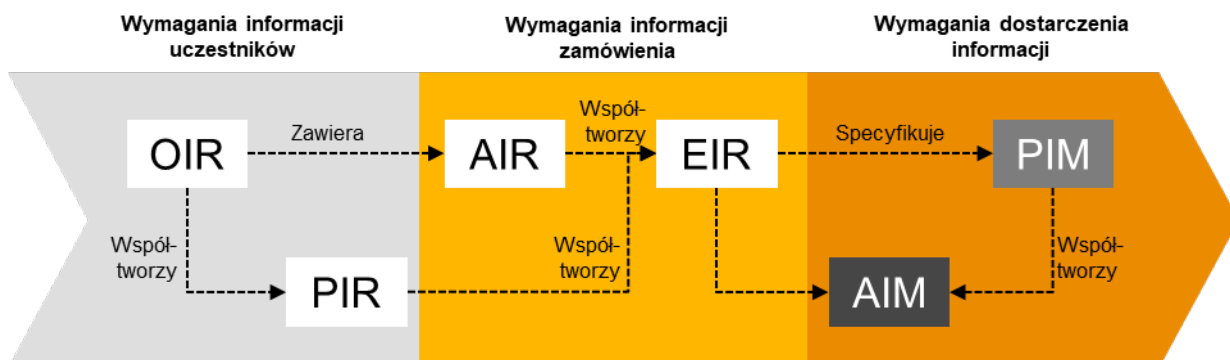 Wymagania informacji
uczestników
Wymagania informacji
zamówienia
Wymagania dostarczenia
informacji
OIR
Zawiera
AIR
Współ-
tworzy
EIR
Specyfikuje
PIM
Współ-
tworzy
PIR
Współ-
tworzy
AIM
Współ-
tworzy